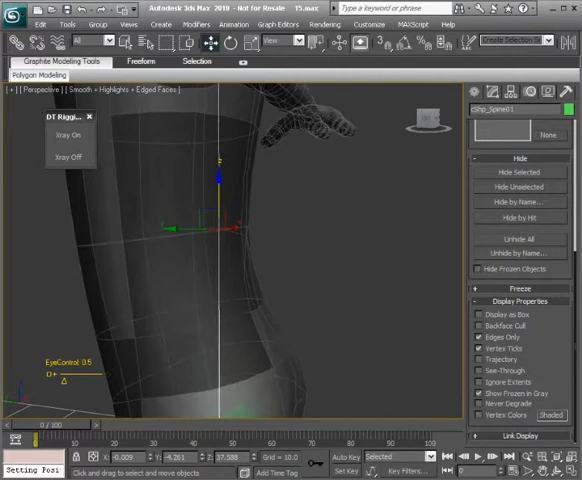 Autodesk 3ds Max 2010 - Not for Resale    15.max
Type a keyword or phrase
Edit Tools Group Views Create Modifiers Animation Graph Editors Rendering Customize MAXScript Help
All View Create Selection Se
Graphite Modeling Tools Freeform Selection
Polygon Modeling
[ + ] [ Perspective ] [ Smooth + Highlights + Edged Faces ]
DT Riggi...
Xray On
Xray Off
EyeControl: 0.5
cShp_Spine01
None
Hide
Hide Selected
Hide Unselected
Hide by Name...
Hide by Hit
Unhide All
Unhide by Name...
Hide Frozen Objects
Freeze
Display Properties
Display as Box
Backface Cull
Edges Only
Vertex Ticks
Trajectory
See-Through
Ignore Extents
Show Frozen in Gray
Never Degrade
Vertex Colors Shaded
Link Display
0 / 100
0 10 20 30 40 50 60 70 80 90 100
X: -0.009 Y: -4.261 Z: 37.588 Grid = 10.0
Auto Key Selected
Setting Posi
Click and drag to select and move objects
Add Time Tag
Set Key Key Filters... 0